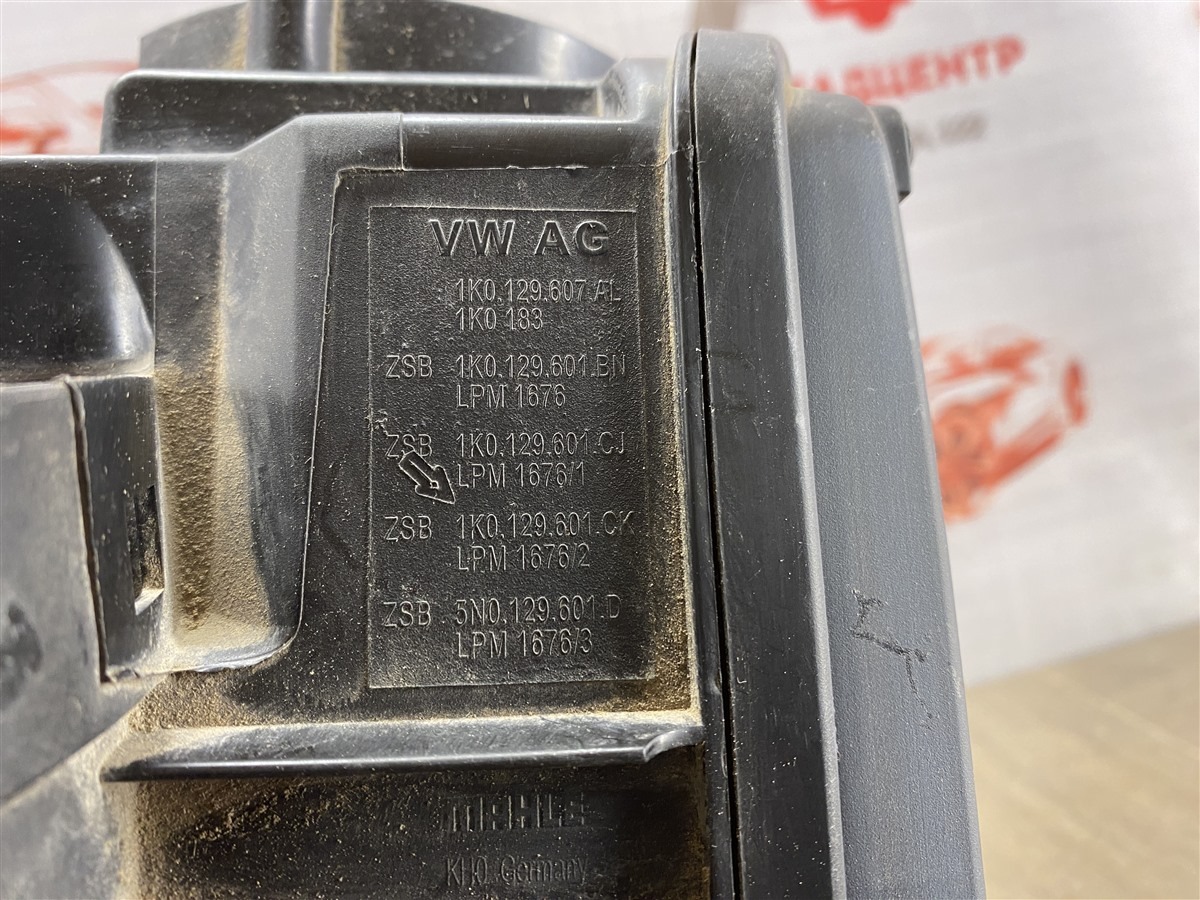 VW AG
1K0.129.607.AL
1K0 183
ZSB 1K0.129.601.BN
LPM 1676
ZSB 1K0.129.601.CJ
LPM 1676/1
ZSB 1K0.129.601.CK
LPM 1676/2
ZSB 5N0.129.601.D
LPM 1676/3
MAHLE
Germany